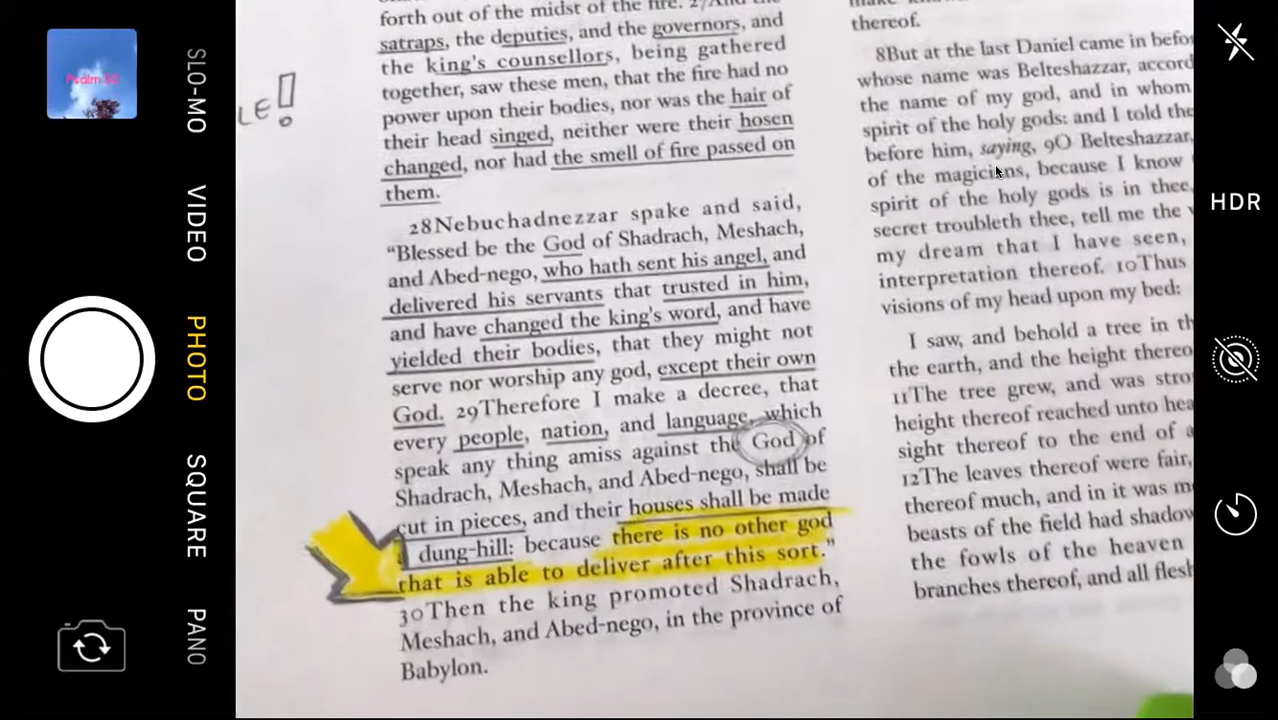 Psalm
SLO-MO
VIDEO
PHOTO
SQUARE
PANO
HDR
LE!
forth out of the midst of the fire. 27And the
satraps, the deputies, and the governors, and
the king's counsellors, being gathered
together, saw these men, that the fire had no
power upon their bodies, nor was the hair of
their head singed, neither were their hosen
changed, nor had the smell of fire passed on
them.
28Nebuchadnezzar spake and said,
“Blessed be the God of Shadrach, Meshach,
and Abed-nego, who hath sent his angel, and
delivered his servants that trusted in him,
and have changed the king's word, and have
yielded their bodies, that they might not
serve nor worship any god, except their own
God. 29Therefore I make a decree, that
every people, nation, and language, which
speak any thing amiss against the God of
Shadrach, Meshach, and Abed-nego, shall be
cut in pieces, and their houses shall be made
dung-hill: because there is no other god
that is able to deliver after this sort.”
30Then the king promoted Shadrach,
Meshach, and Abed-nego, in the province of
Babylon.
thereof.
8But at the last Daniel came in befo
whose name was Belteshazzar, accord
the name of my god, and in whom
spirit of the holy gods: and I told the
before him, saying, 9O Belteshazzar,
of the magicians, because I know
spirit of the holy gods is in thee,
secret troubleth thee, tell me the
my dream that I have seen,
interpretation thereof. 10Thus
visions of my head upon my bed:
I saw, and behold a tree in th
the earth, and the height thereo
11The tree grew, and was stro
height thereof reached unto hea
sight thereof to the end of a
12The leaves thereof were fair,
thereof much, and in it was m
beasts of the field had shadow
the fowls of the heaven
branches thereof, and all flesh